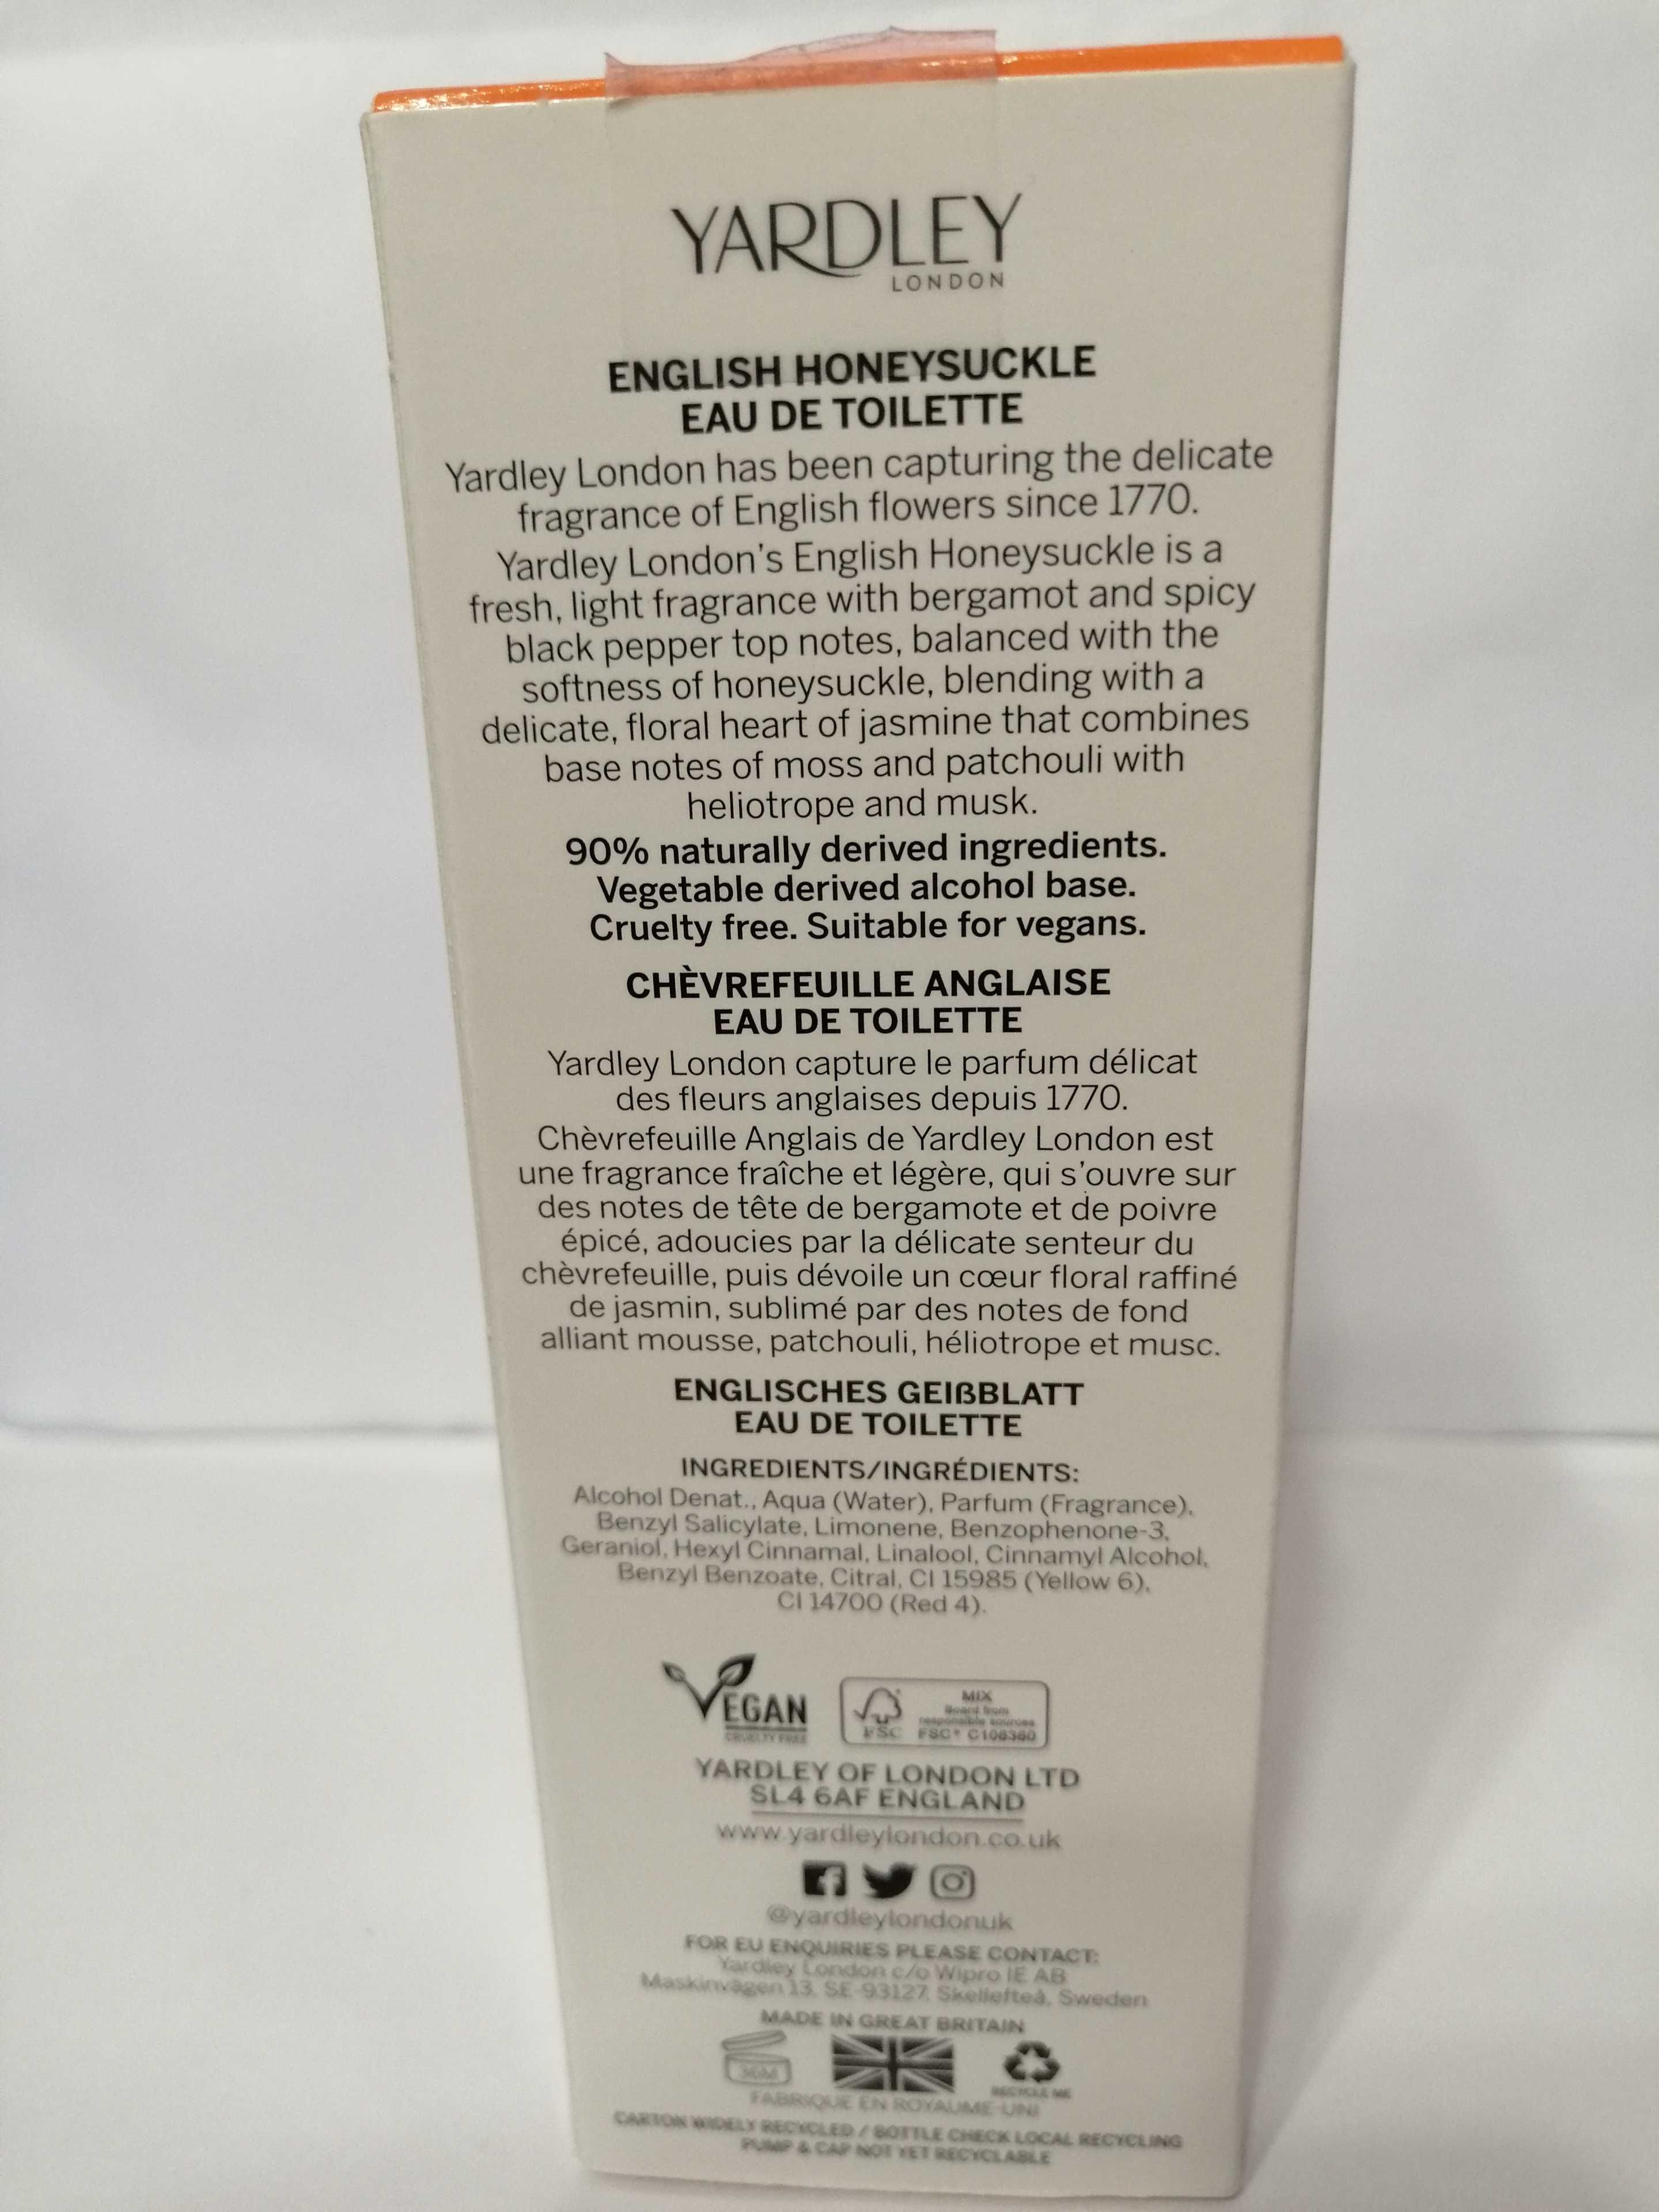 YARDLEY
LONDON
ENGLISH HONEYSUCKLE
EAU DE TOILETTE
Yardley London has been capturing the delicate
fragrance of English flowers since 1770.
Yardley London's English Honeysuckle is a
fresh, light fragrance with bergamot and spicy
black pepper top notes, balanced with the
softness of honeysuckle, blending with a
delicate, floral heart of jasmine that combines
base notes of moss and patchouli with
heliotrope and musk.
90% naturally derived ingredients.
Vegetable derived alcohol base.
Cruelty free. Suitable for vegans.
CHÈVREFEUILLE ANGLAISE
EAU DE TOILETTE
Yardley London capture le parfum délicat
des fleurs anglaises depuis 1770.
Chèvrefeuille Anglais de Yardley London est
une fragrance fraîche et légère, qui s'ouvre sur
des notes de tête de bergamote et de poivre
épicé, adoucies par la délicate senteur du
chèvrefeuille, puis dévoile un cœur floral raffiné
de jasmin, sublimé par des notes de fond
alliant mousse, patchouli, héliotrope et musc.
ENGLISCHES GEIßBLATT
EAU DE TOILETTE
INGREDIENTS/INGRÉDIENTS:
Alcohol Denat., Aqua (Water), Parfum (Fragrance),
Benzyl Salicylate, Limonene, Benzophenone-3,
Geraniol, Hexyl Cinnamal, Linalool, Cinnamyl Alcohol,
Benzyl Benzoate, Citral, CI 15985 (Yellow 6),
CI 14700 (Red 4).
VEGAN
CRUELTY FREE
FSC
MIX
Board from
responsible sources
FSC® C108360
YARDLEY OF LONDON LTD
SL4 6AF ENGLAND
www.yardleylondon.co.uk
@yardleylondonuk
FOR EU ENQUIRIES PLEASE CONTACT:
Yardley London c/o Wipro IE AB
Maskinvägen 13, SE-93127, Skellefteå, Sweden
MADE IN GREAT BRITAIN
36M
RECYCLE ME
FABRIQUE EN ROYAUME-UNI
CARTON WIDELY RECYCLED / BOTTLE CHECK LOCAL RECYCLING
PUMP & CAP NOT YET RECYCLABLE